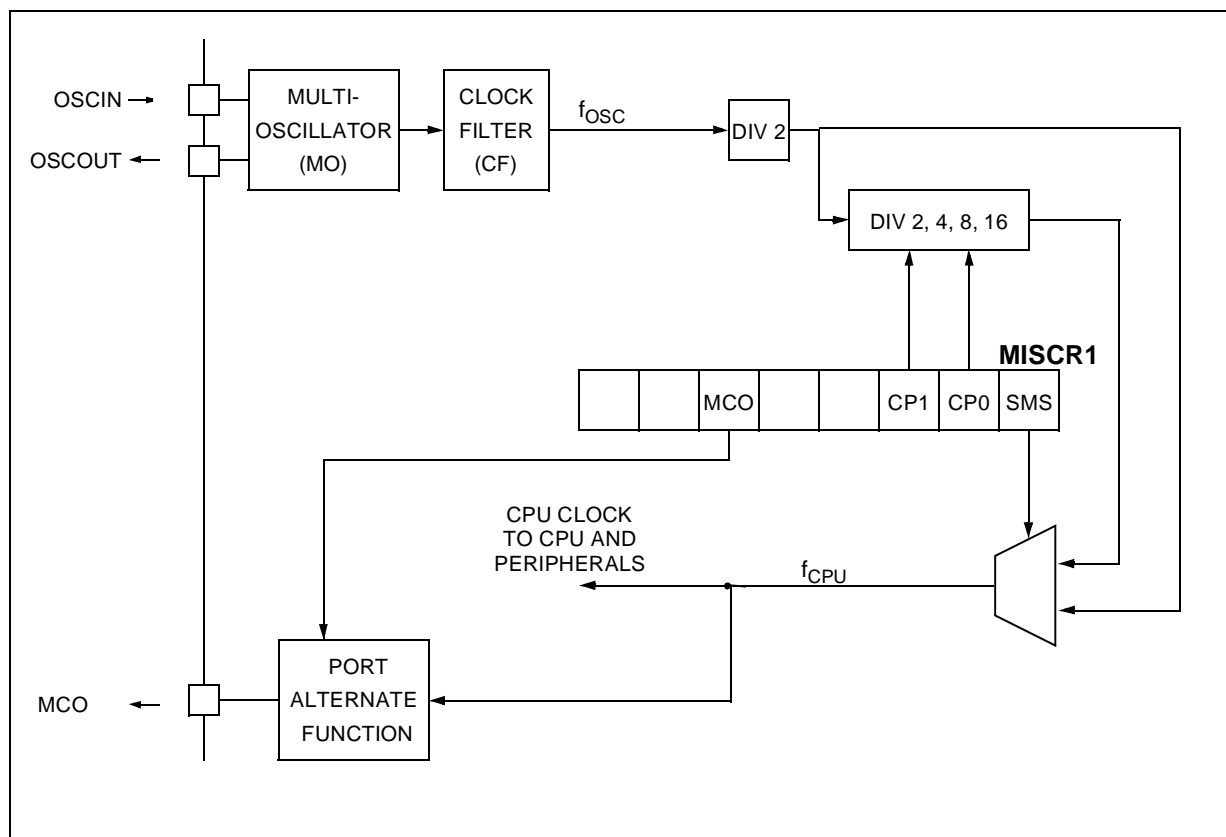 OSCIN
OSCOUT
MULTI-
OSCILLATOR
(MO)
CLOCK
FILTER
(CF)
fOSC
DIV 2
DIV 2, 4, 8, 16
MISCR1
MCO
CP1
CP0
SMS
CPU CLOCK
TO CPU AND
PERIPHERALS
fCPU
PORT
ALTERNATE
FUNCTION
MCO